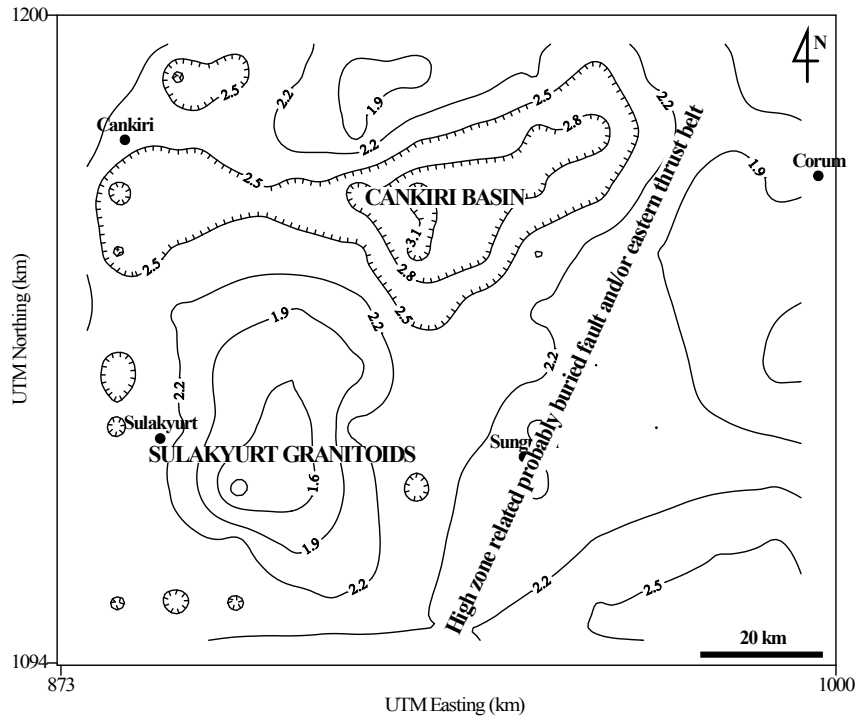 1200
N
2.5
2.2
1.9
2.5
2.2
2.8
2.2
Cankiri
1.9
Corum
2.5
CANKIRI BASIN
3.1
2.5
2.8
2.5
1.9
2.2
2.2
2.2
Sulakyurt
SULAKYURT GRANITOIDS
Sung
1.6
1.9
2.2
2.2
2.5
High zone related probably buried fault and/or eastern thrust belt
20 km
1094
873
1000
UTM Easting (km)
UTM Northing (km)